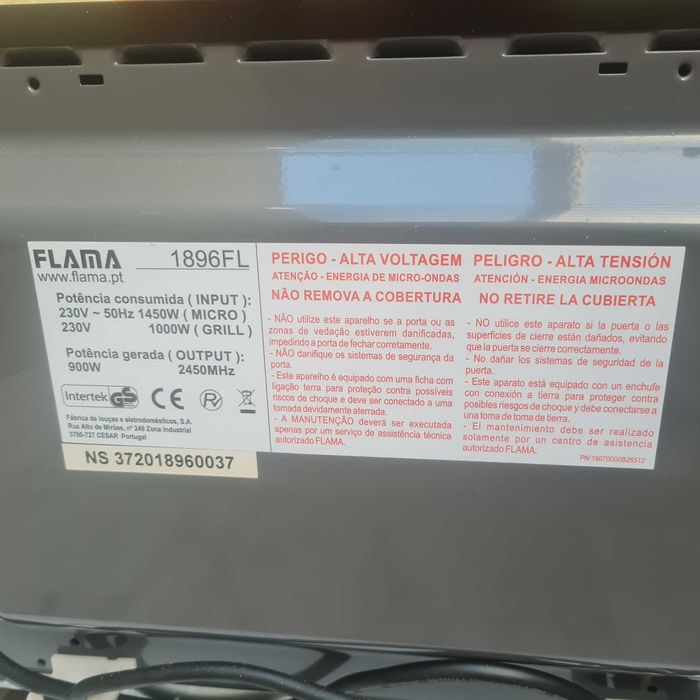 FLAMA 1896FL
www.flama.pt
Potência consumida ( INPUT ):
230V ~ 50Hz 1450W ( MICRO )
230V 1000W ( GRILL )
Potência gerada ( OUTPUT ):
900W 2450MHz
Intertek GS CE
Fábrica de louças e eletrodomésticos, S.A.
Rua Alto de Mirões, nº 248 Zona Industrial
3700-727 CESAR Portugal
NS 372018960037
PERIGO - ALTA VOLTAGEM
ATENÇÃO - ENERGIA DE MICRO-ONDAS
NÃO REMOVA A COBERTURA
- NÃO utilize este aparelho se a porta ou as
zonas de vedação estiverem danificadas,
impedindo a porta de fechar corretamente.
- NÃO danifique os sistemas de segurança da
porta.
- Este aparelho é equipado com uma ficha com
ligação terra para proteção contra possíveis
riscos de choque e deve ser conectado a uma
tomada devidamente aterrada.
- A MANUTENÇÃO deverá ser executada
apenas por um serviço de assistência técnica
autorizado FLAMA.
PELIGRO - ALTA TENSIÓN
ATENCIÓN - ENERGIA MICROONDAS
NO RETIRE LA CUBIERTA
- NO utilice este aparato si la puerta o las
superficies de cierre están dañados, evitando
que la puerta se cierre correctamente.
- No dañar los sistemas de seguridad de la
puerta.
- Este aparato está equipado con un enchufe
con conexión a tierra para proteger contra
posibles riesgos de choque y debe conectarse a
una toma de toma de tierra.
- El mantenimiento debe ser realizado
solamente por un centro de asistencia
autorizado FLAMA.
PN:16070000B26512